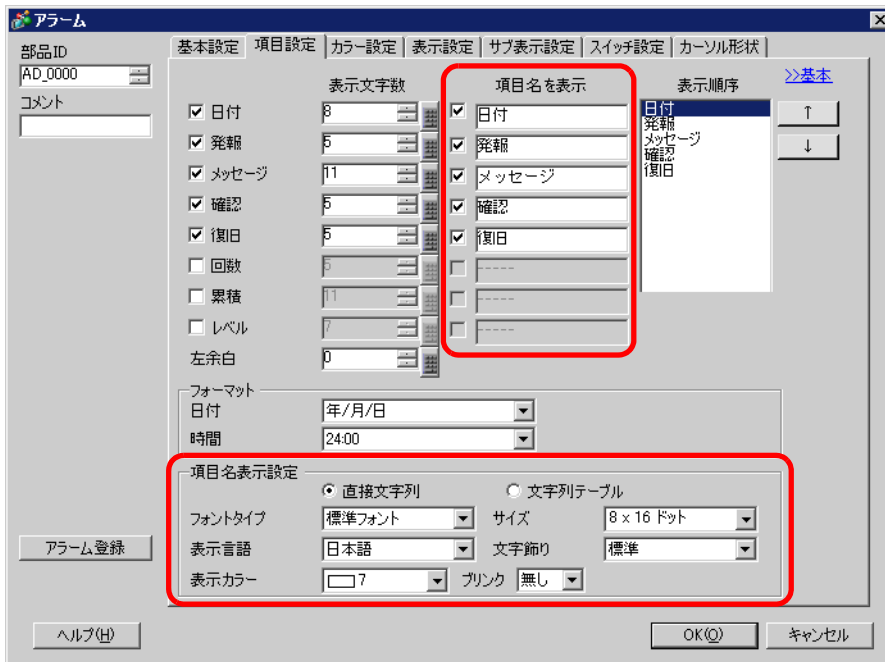 アラーム
部品ID
AD_0000
コメント
基本設定 項目設定 カラー設定 表示設定 サブ表示設定 スイッチ設定 カーソル形状
表示文字数 項目名を表示 表示順序 >>基本
日付 8 日付
発報 5 発報
メッセージ 11 メッセージ
確認 5 確認
復旧 5 復旧
回数 5 -----
累積 11 -----
レベル 7 -----
左余白 0
日付
発報
メッセージ
確認
復旧
↑
↓
フォーマット
日付 年/月/日
時間 24:00
項目名表示設定
直接文字列 文字列テーブル
フォントタイプ 標準フォント サイズ 8 x 16 ドット
表示言語 日本語 文字飾り 標準
表示カラー 7 ブリンク 無し
アラーム登録
ヘルプ(H) OK(O) キャンセル